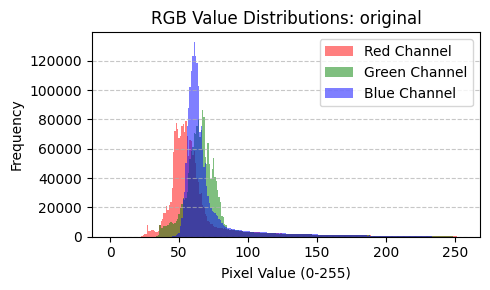 RGB Value Distributions: original
Frequency
120000
100000
80000
60000
40000
20000
0
Red Channel
Green Channel
Blue Channel
0 50 100 150 200 250
Pixel Value (0-255)